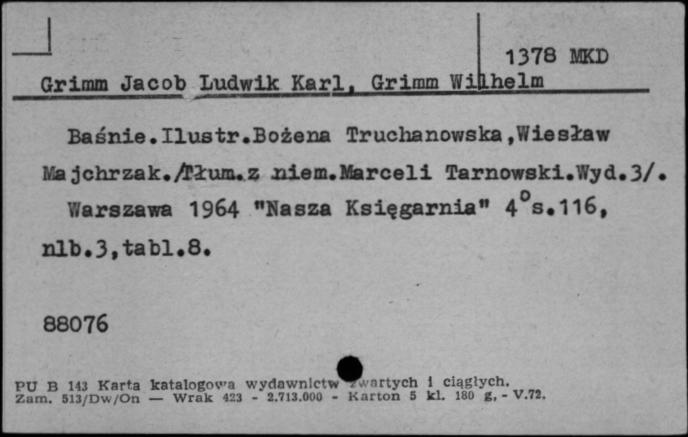 1378 MKD
Grimm Jacob Ludwik Karl, Grimm Wilhelm
Baśnie.Ilustr.Bożena Truchanowska,Wiesław
Majchrzak./Tłum.z niem.Marceli Tarnowski.Wyd.3/.
Warszawa 1964 "Nasza Księgarnia" 4°s.116,
nlb.3,tabl.8.
88076
PU B 143 Karta katalogowa wydawnictw zwartych i ciągłych.
Zam. 513/Dw/On — Wrak 423 - 2.713.000 - Karton 5 kl. 180 g. - V.72.